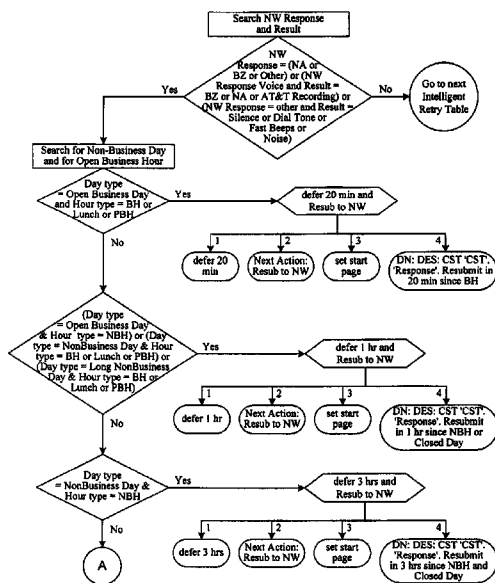 Search NW Response
and Result
NW
Response = (NA or
BZ or Other) or (NW
Response Voice and Result =
BZ or NA or AT&T Recording) or
(NW Response = other and Result =
Silence or Dial Tone or
Fast Beeps or
Noise)
Yes
No
Go to next
Intelligent
Retry Table
Search for Non-Business Day
and for Open Business Hour
Day type
= Open Business Day
and Hour type = BH or
Lunch or PBH)
Yes
No
defer 20 min and
Resub to NW
1
2
3
4
defer 20
min
Next Action:
Resub to NW
set start
page
DN: DES: CST 'CST'.
'Response'. Resubmit in
20 min since BH
(Day type
= Open Business Day
& Hour type = NBH) or (Day
type = NonBusiness Day & Hour
type = BH or Lunch or PBH) or
(Day type = Long NonBusiness
Day & Hour type = BH or
Lunch or PBH)
Yes
No
defer 1 hr and
Resub to NW
1
2
3
4
defer 1 hr
Next Action:
Resub to NW
set start
page
DN: DES: CST 'CST'.
'Response'. Resubmit
in 1 hr since NBH or
Closed Day
Day type
= NonBusiness Day &
Hour type = NBH
Yes
No
defer 3 hrs and
Resub to NW
1
2
3
4
defer 3 hrs
Next Action:
Resub to NW
set start
page
DN: DES: CST 'CST'.
'Response'. Resubmit
in 3 hrs since NBH and
Closed Day
A